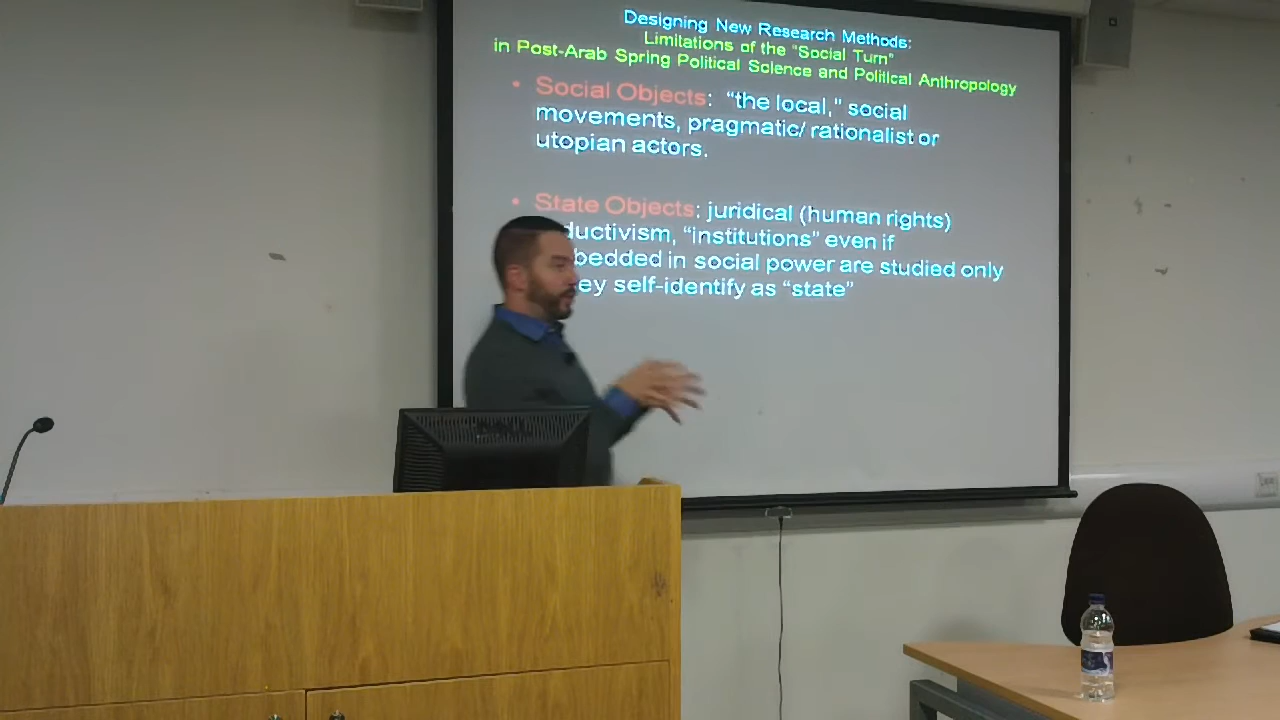 Designing New Research Methods:
Limitations of the "Social Turn"
in Post-Arab Spring Political Science and Political Anthropology
• Social Objects: "the local," social
movements, pragmatic/ rationalist or
utopian actors.
• State Objects: juridical (human rights)
ductivism, "institutions" even if
bedded in social power are studied only
ey self-identify as "state"